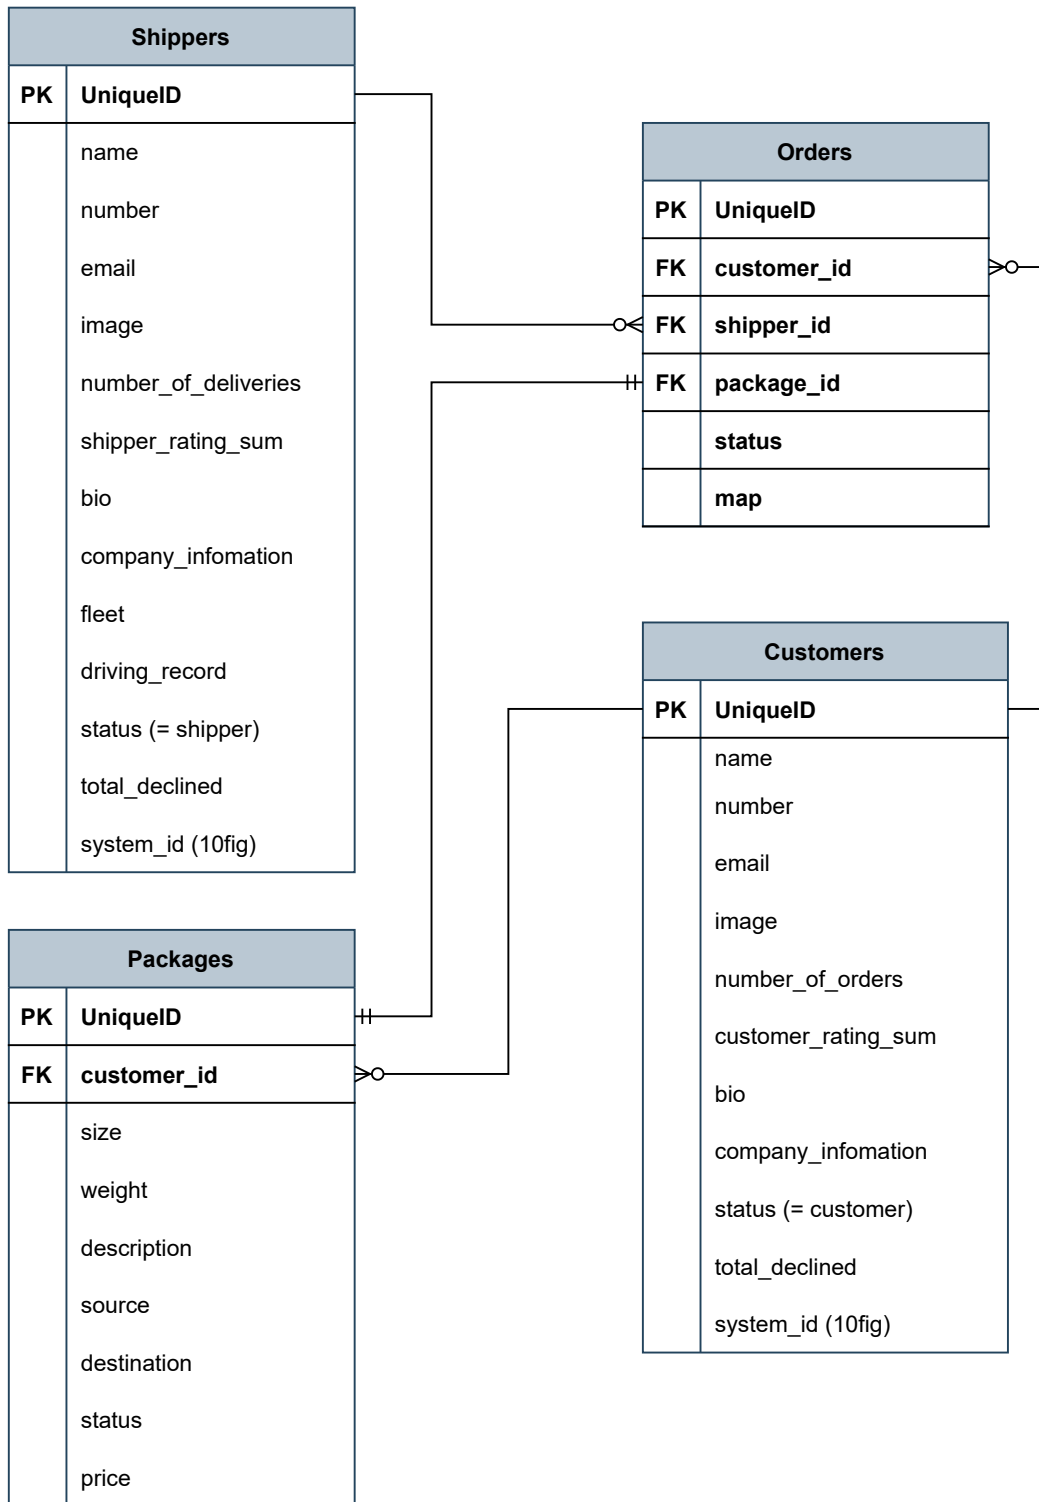 Shippers
PK UniqueID
name
number
email
image
number_of_deliveries
shipper_rating_sum
bio
company_infomation
fleet
driving_record
status (= shipper)
total_declined
system_id (10fig)
Orders
PK UniqueID
FK customer_id
FK shipper_id
FK package_id
status
map
Customers
PK UniqueID
name
number
email
image
number_of_orders
customer_rating_sum
bio
company_infomation
status (= customer)
total_declined
system_id (10fig)
Packages
PK UniqueID
FK customer_id
size
weight
description
source
destination
status
price